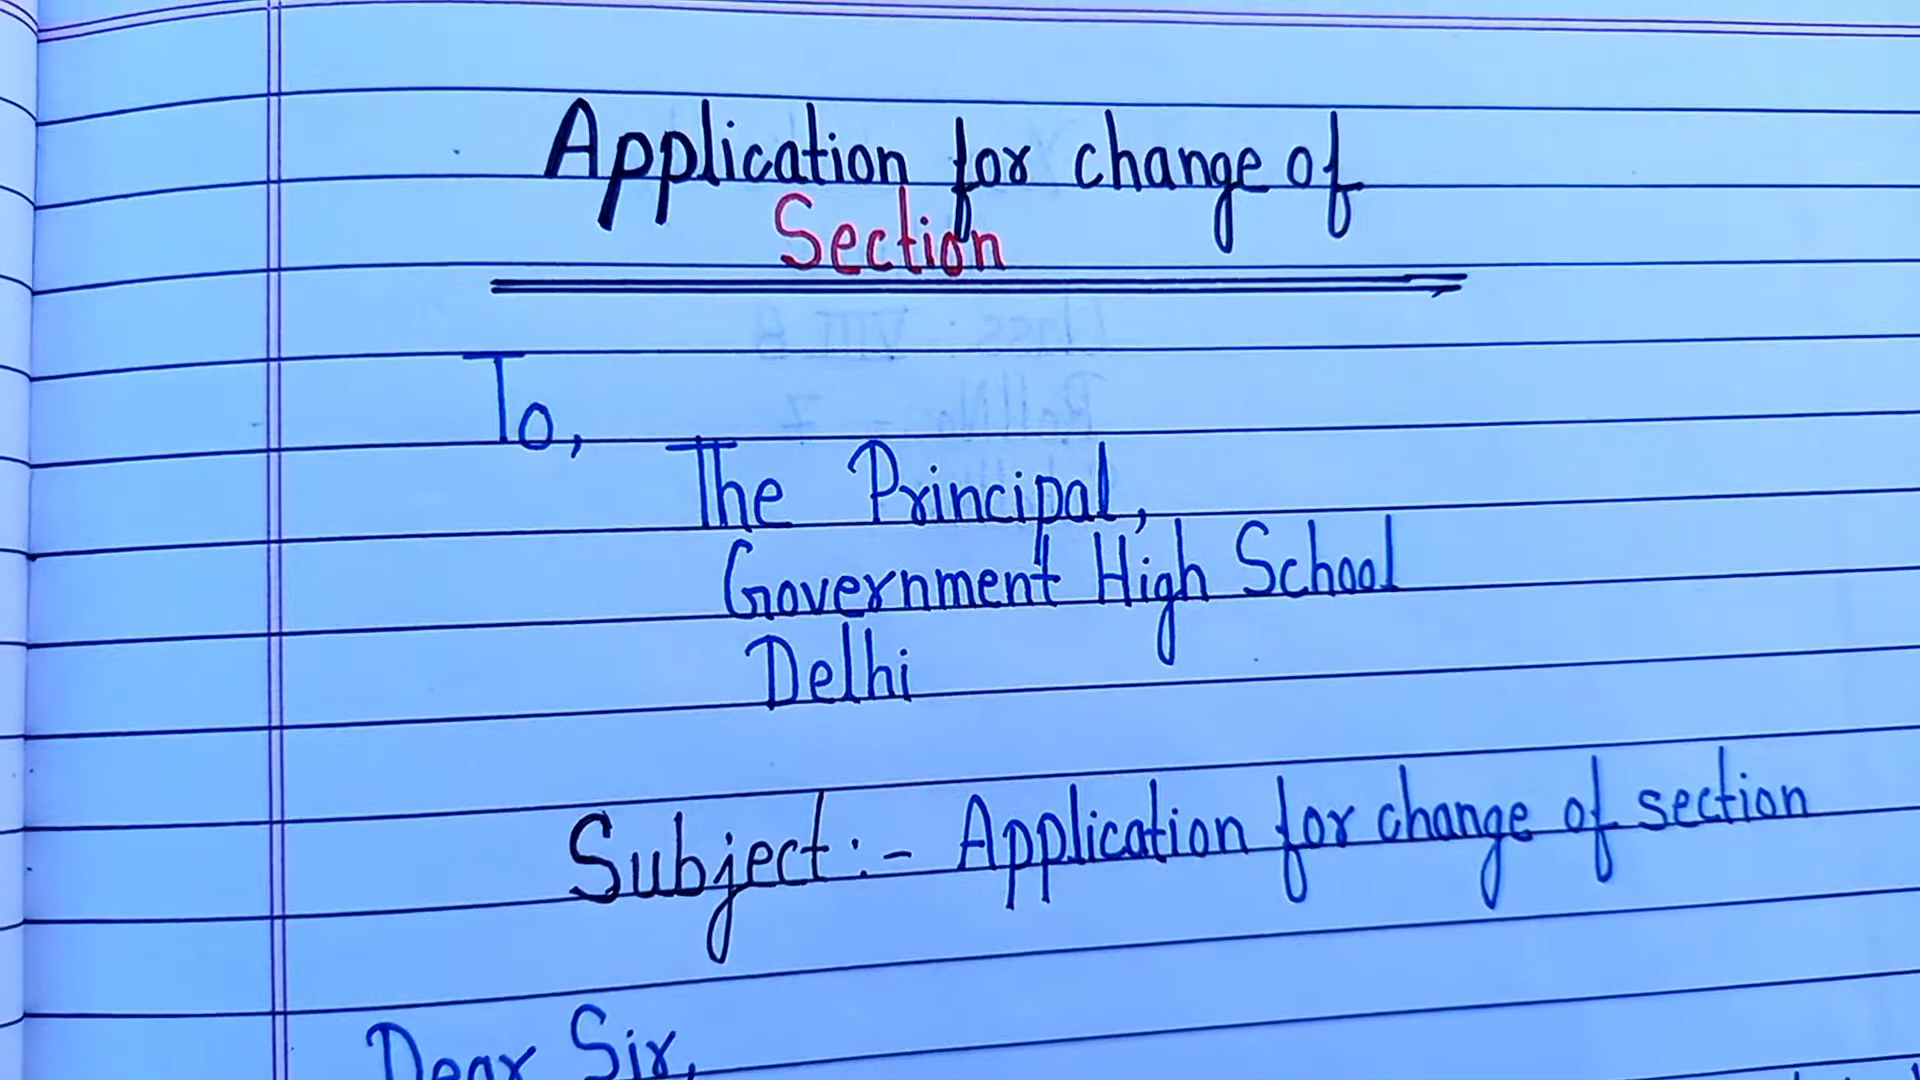 Application for change of
Section
To,
The Principal,
Government High School
Delhi
Subject:- Application for change of section
Dear Sir,